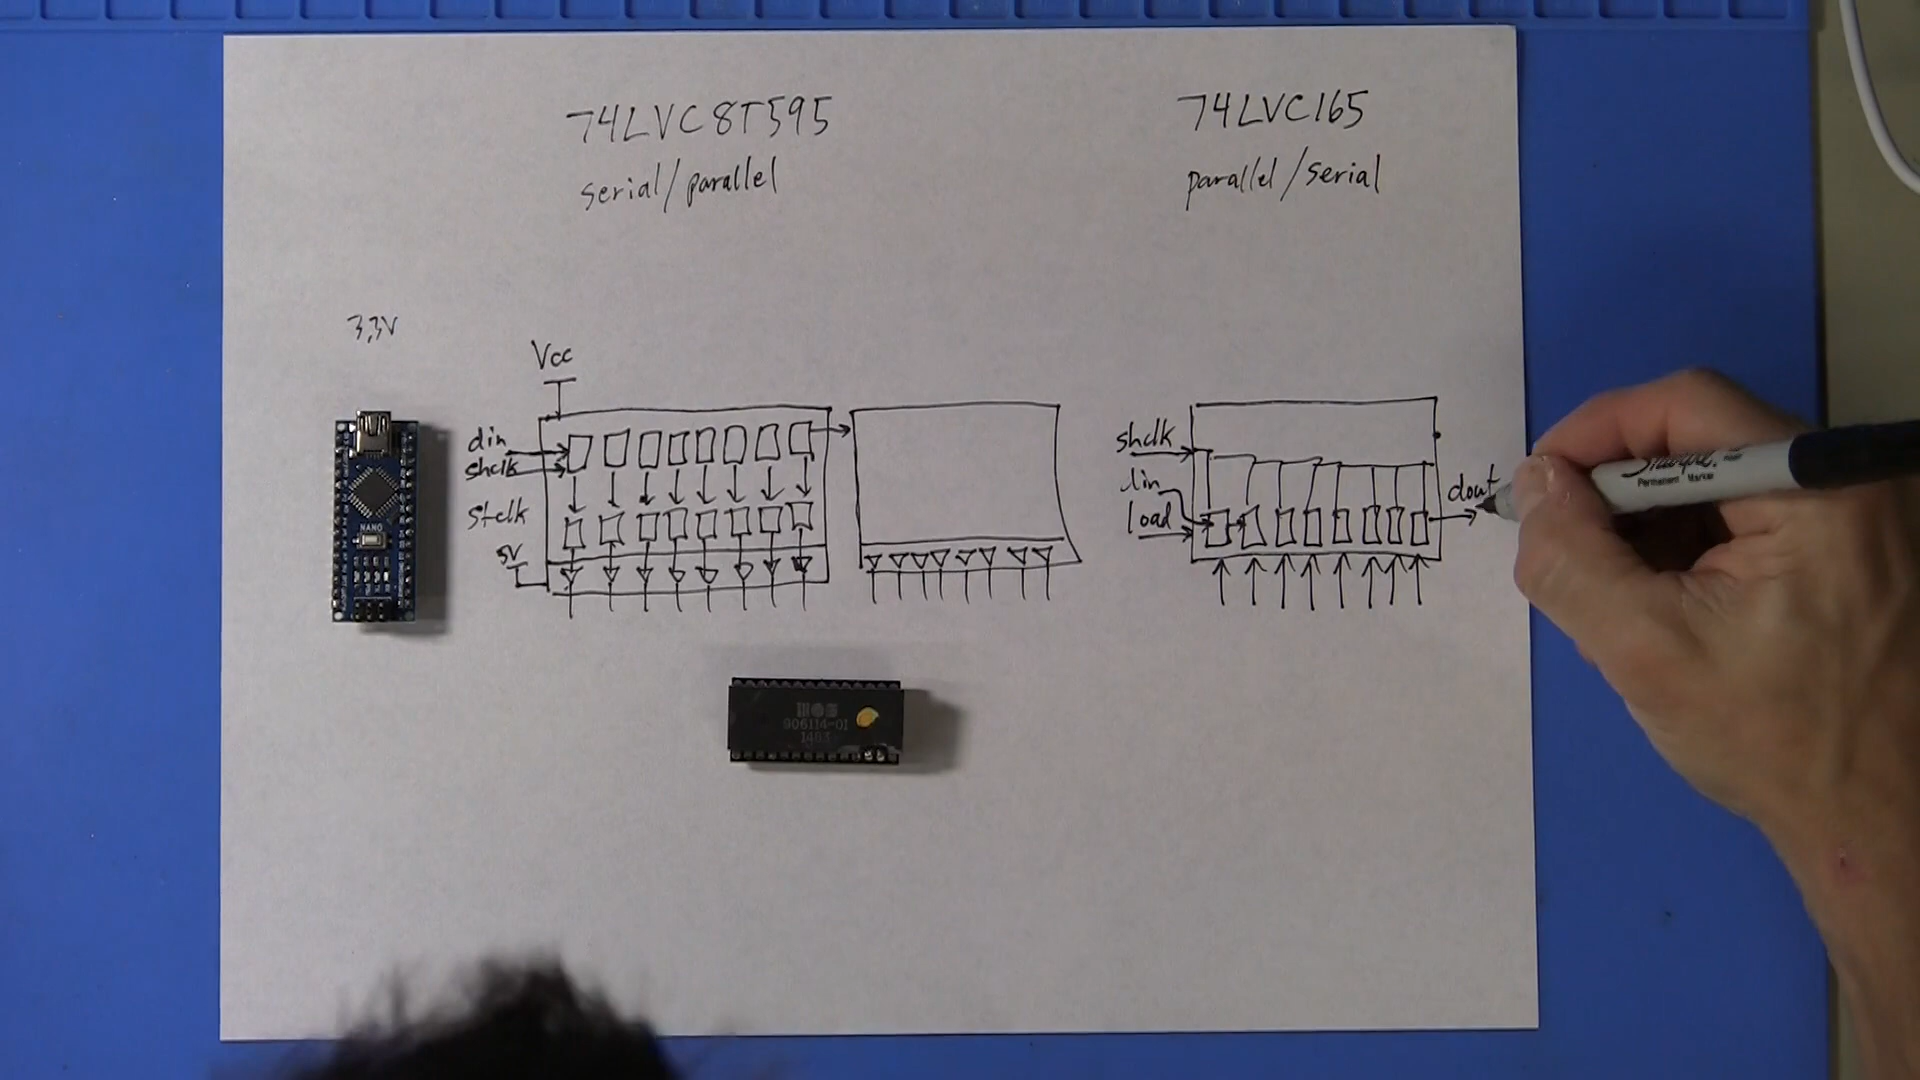 74LVC8T595
serial/parallel
74LVC165
parallel/serial
3.3V
Vcc
din
shclk
stclk
5V
shclk
din
load
dout
NANO
MOS
906114-01
Sharpie.
Permanent Marker